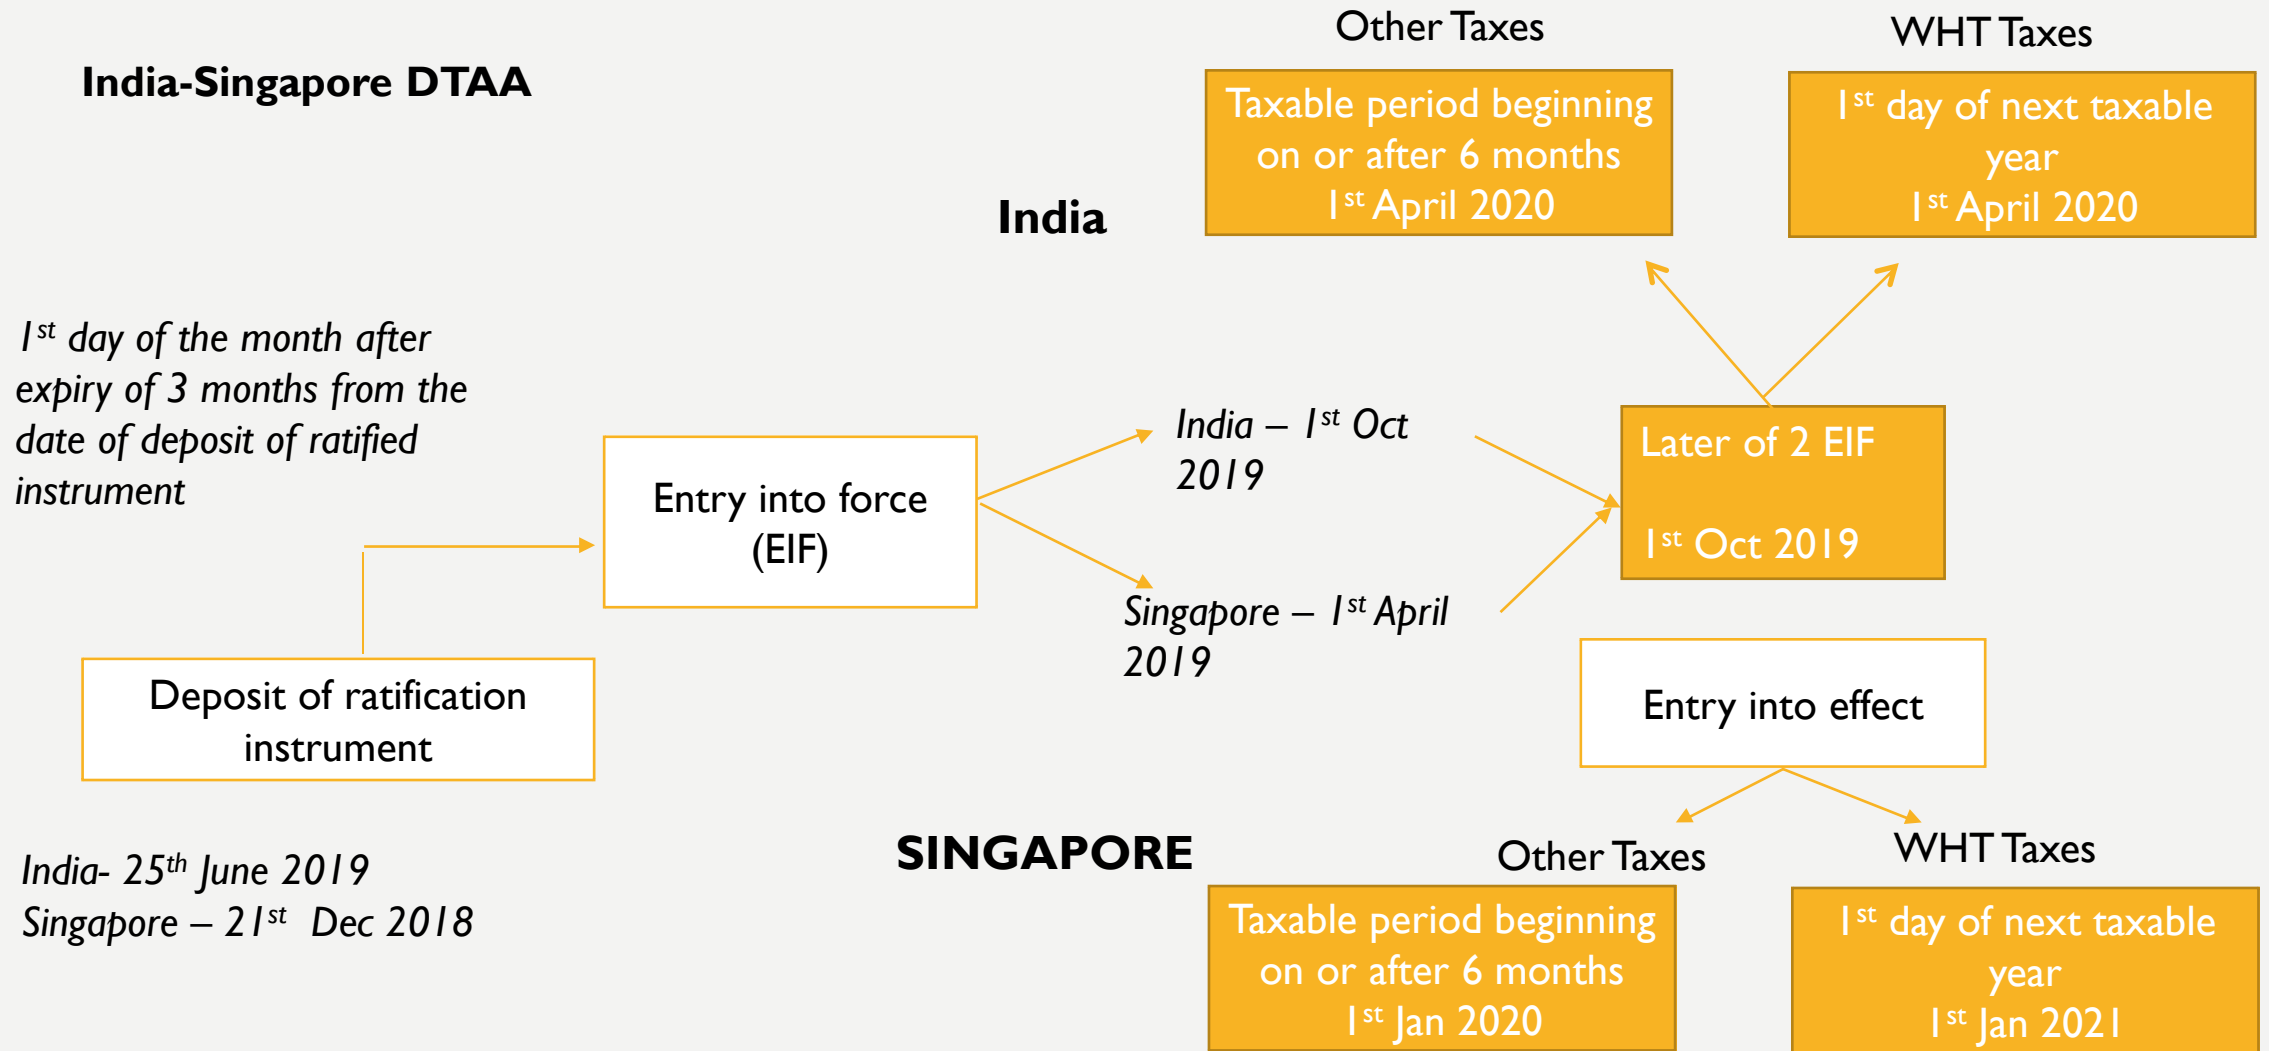 India-Singapore DTAA
Other Taxes
WHT Taxes
Taxable period beginning
on or after 6 months
1st April 2020
1st day of next taxable
year
1st April 2020
India
1st day of the month after
expiry of 3 months from the
date of deposit of ratified
instrument
Entry into force
(EIF)
India – 1st Oct
2019
Singapore – 1st April
2019
Later of 2 EIF
1st Oct 2019
Deposit of ratification
instrument
Entry into effect
India- 25th June 2019
Singapore – 21st Dec 2018
SINGAPORE
Other Taxes
WHT Taxes
Taxable period beginning
on or after 6 months
1st Jan 2020
1st day of next taxable
year
1st Jan 2021